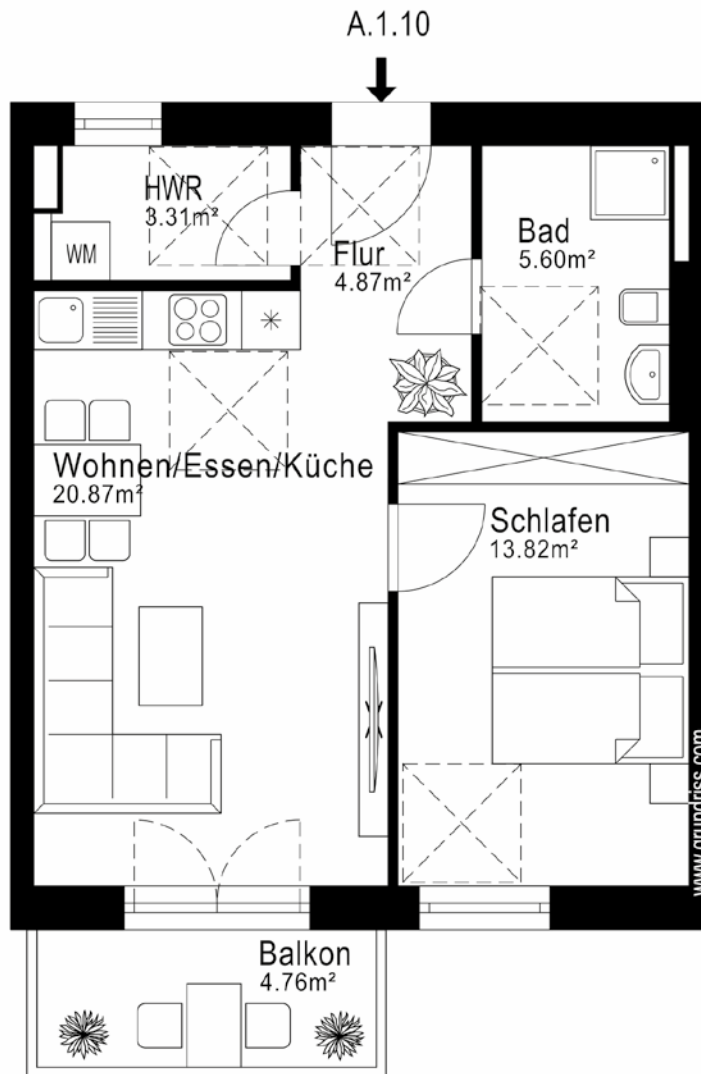 A.1.10
HWR
3.31m²
WM
Flur
4.87m²
Bad
5.60m²
Wohnen/Essen/Küche
20.87m²
Schlafen
13.82m²
www.grundriss.com
Balkon
4.76m²